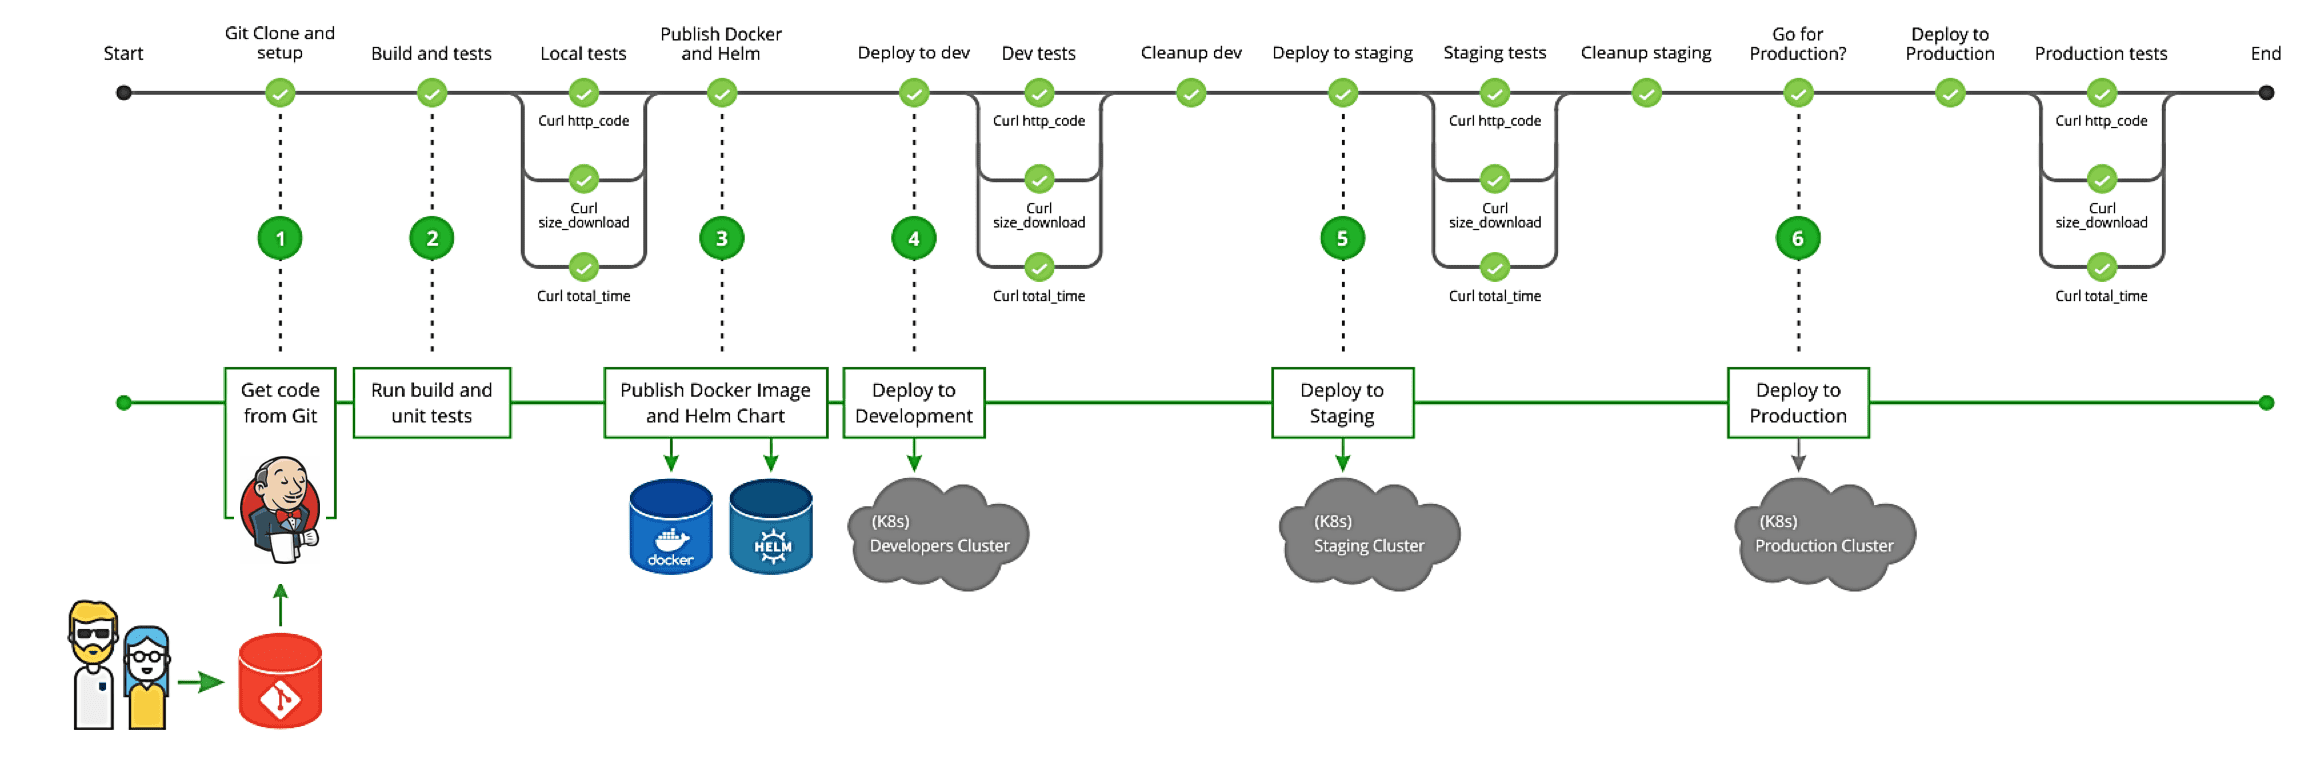 Start
Git Clone and
setup
Build and tests
Local tests
Publish Docker
and Helm
Deploy to dev
Dev tests
Cleanup dev
Deploy to staging
Staging tests
Cleanup staging
Go for
Production?
Deploy to
Production
Production tests
End
Curl http_code
Curl http_code
Curl http_code
Curl http_code
Curl
size_download
Curl
size_download
Curl
size_download
Curl
size_download
1
2
3
4
5
6
Curl total_time
Curl total_time
Curl total_time
Curl total_time
Get code
from Git
Run build and
unit tests
Publish Docker Image
and Helm Chart
Deploy to
Development
Deploy to
Staging
Deploy to
Production
docker
HELM
(K8s)
Developers Cluster
(K8s)
Staging Cluster
(K8s)
Production Cluster